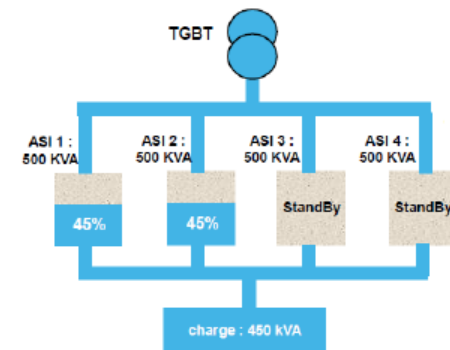 TGBT
ASI 1 :
500 KVA
ASI 2 :
500 KVA
ASI 3 :
500 KVA
ASI 4 :
500 KVA
45%
45%
StandBy
StandBy
charge : 450 kVA